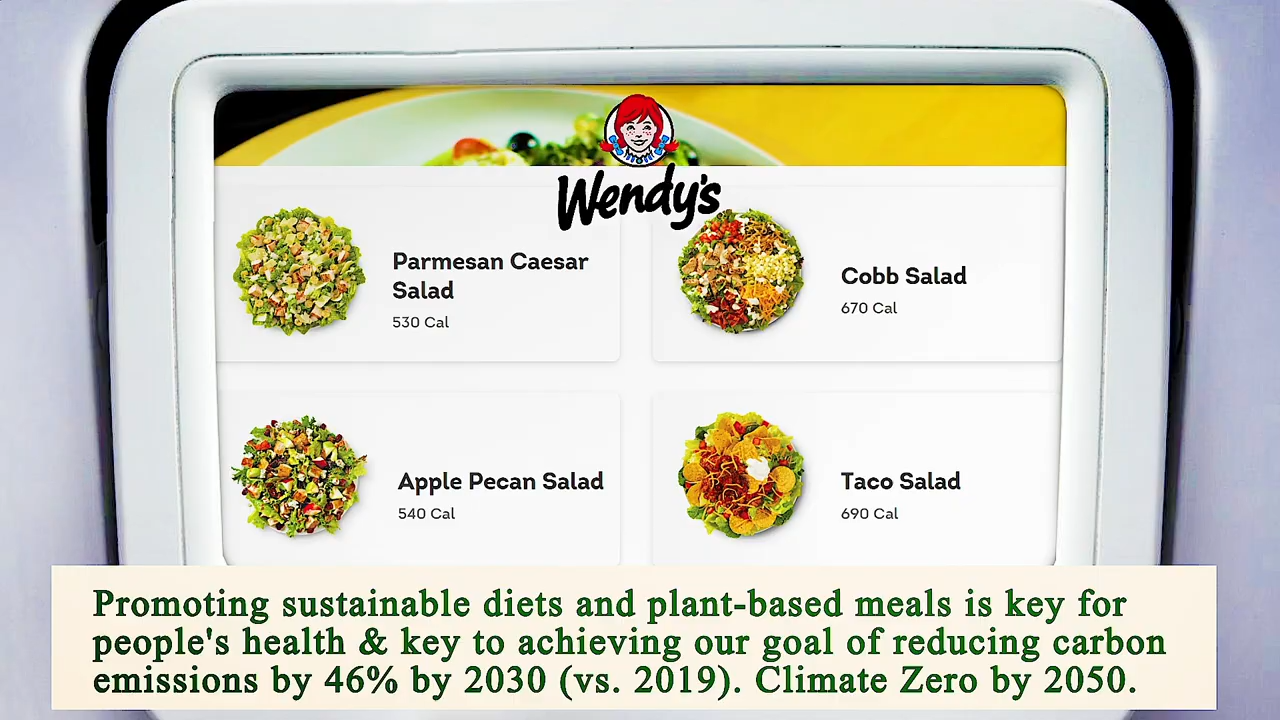 Wendy's
Parmesan Caesar
Salad
530 Cal
Cobb Salad
670 Cal
Apple Pecan Salad
540 Cal
Taco Salad
690 Cal
Promoting sustainable diets and plant-based meals is key for
people's health & key to achieving our goal of reducing carbon
emissions by 46% by 2030 (vs. 2019). Climate Zero by 2050.